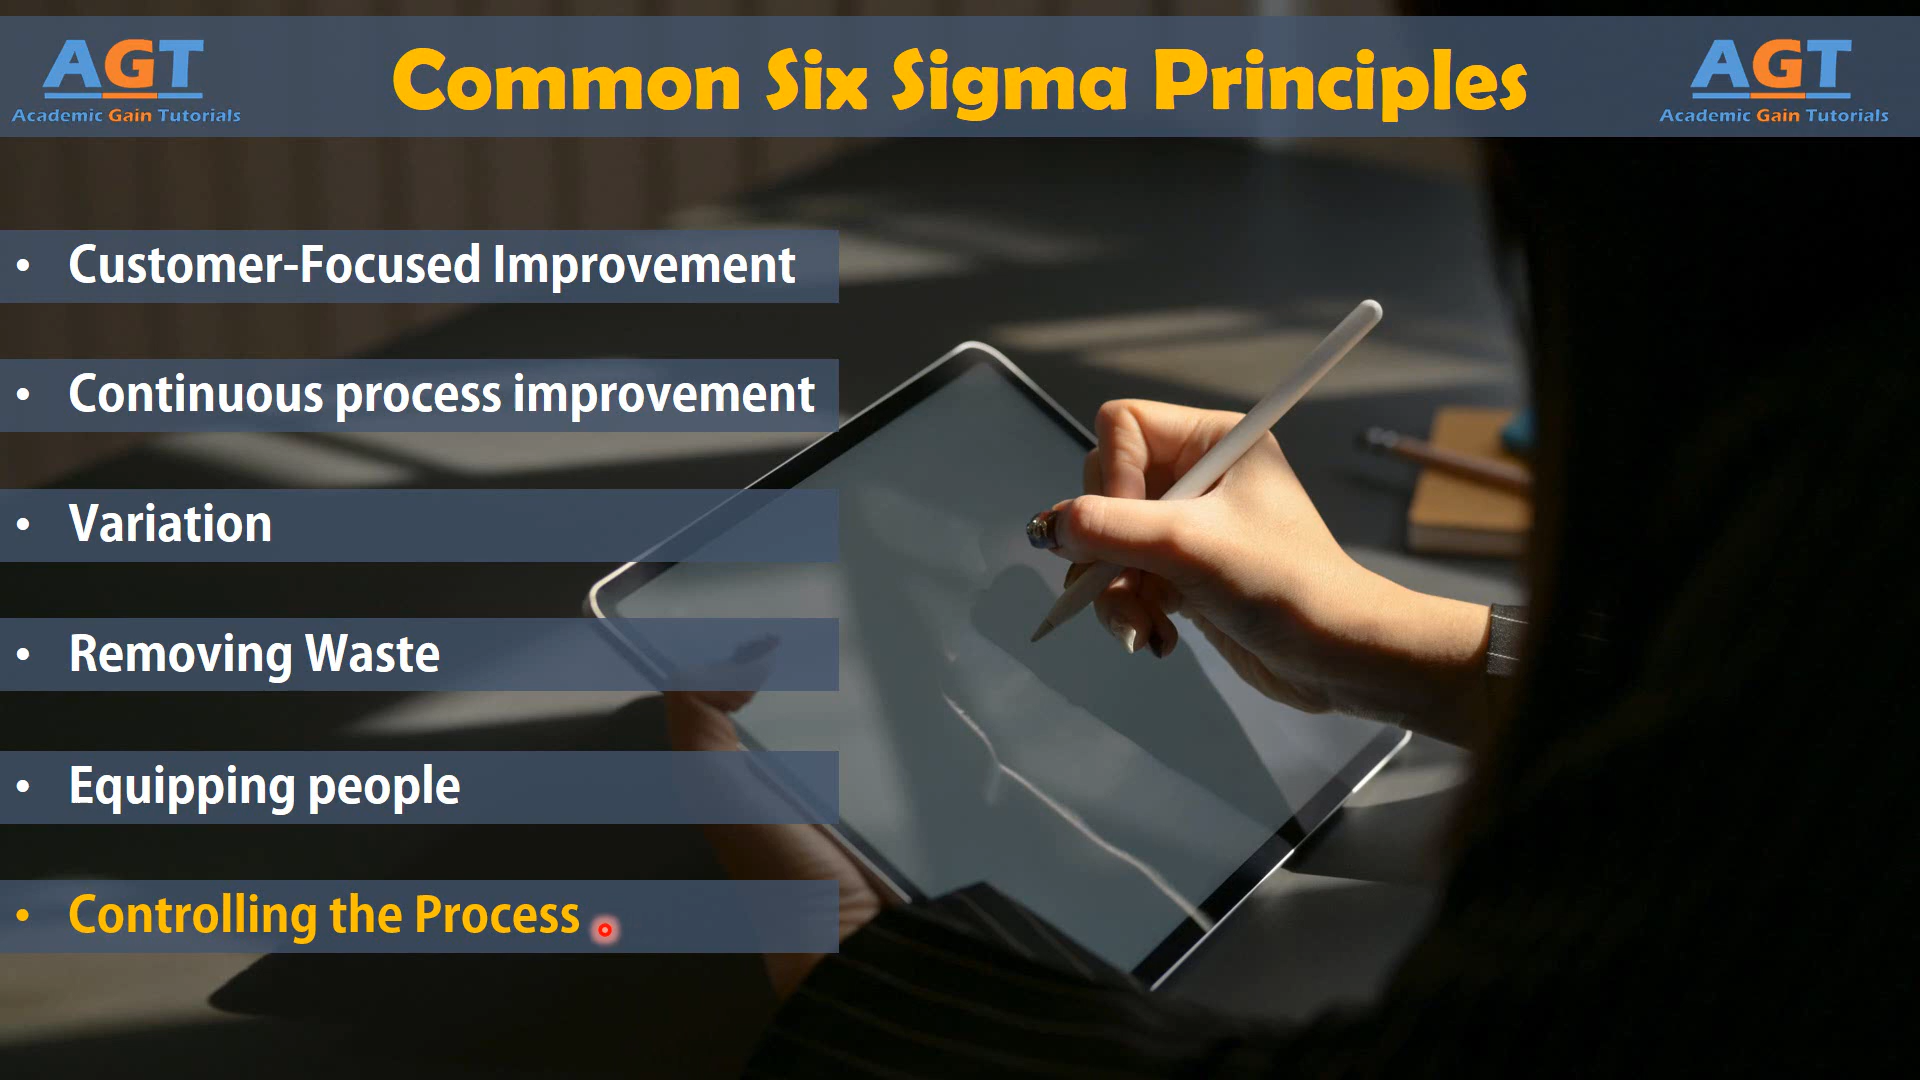 AGT
Academic Gain Tutorials
Common Six Sigma Principles
AGT
Academic Gain Tutorials
• Customer-Focused Improvement
• Continuous process improvement
• Variation
• Removing Waste
• Equipping people
• Controlling the Process